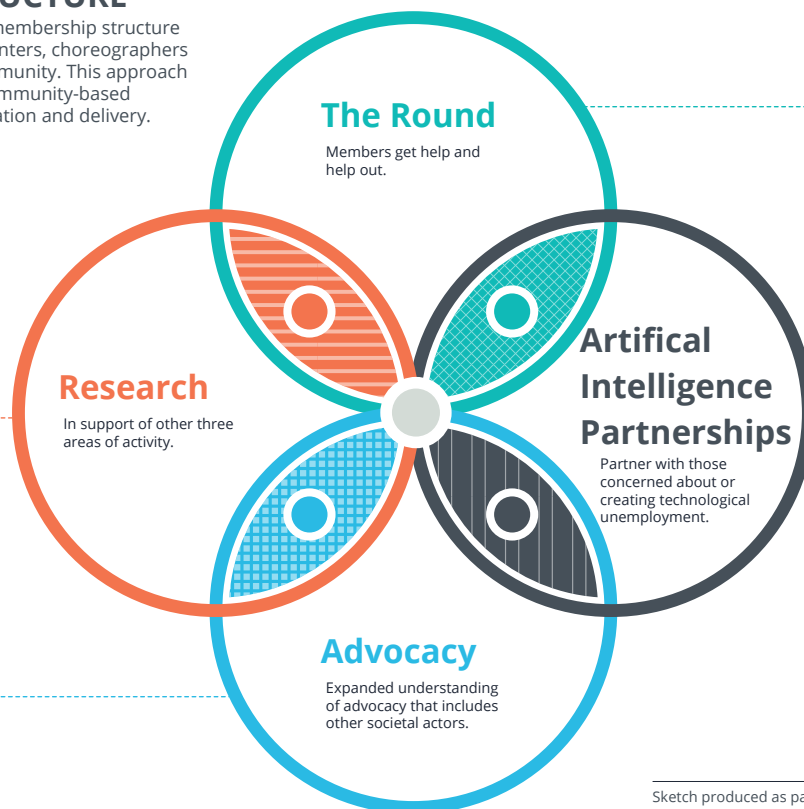 UCTURE
membership structure
nters, choreographers
munity. This approach
mmunity-based
ation and delivery.
The Round
Members get help and
help out.
Research
In support of other three
areas of activity.
Artifical
Intelligence
Partnerships
Partner with those
concerned about or
creating technological
unemployment.
Advocacy
Expanded understanding
of advocacy that includes
other societal actors.
Sketch produced as pa